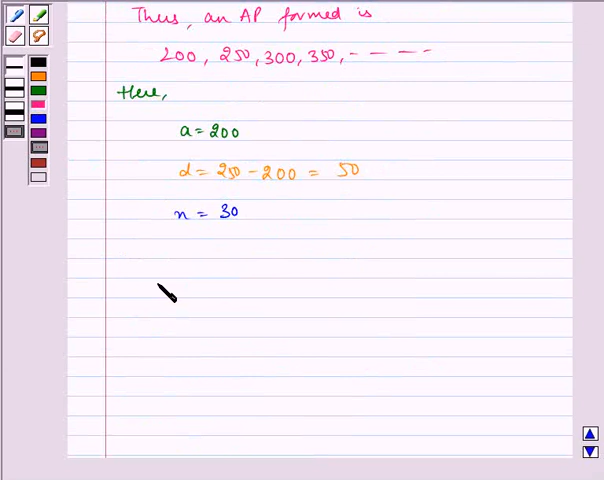 Thus, an AP formed is
200, 250, 300, 350, - - - -
Here,
a = 200
d = 250 - 200 = 50
n = 30